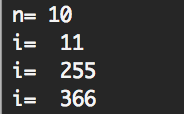 n= 10
i=  11
i=  255
i=  366